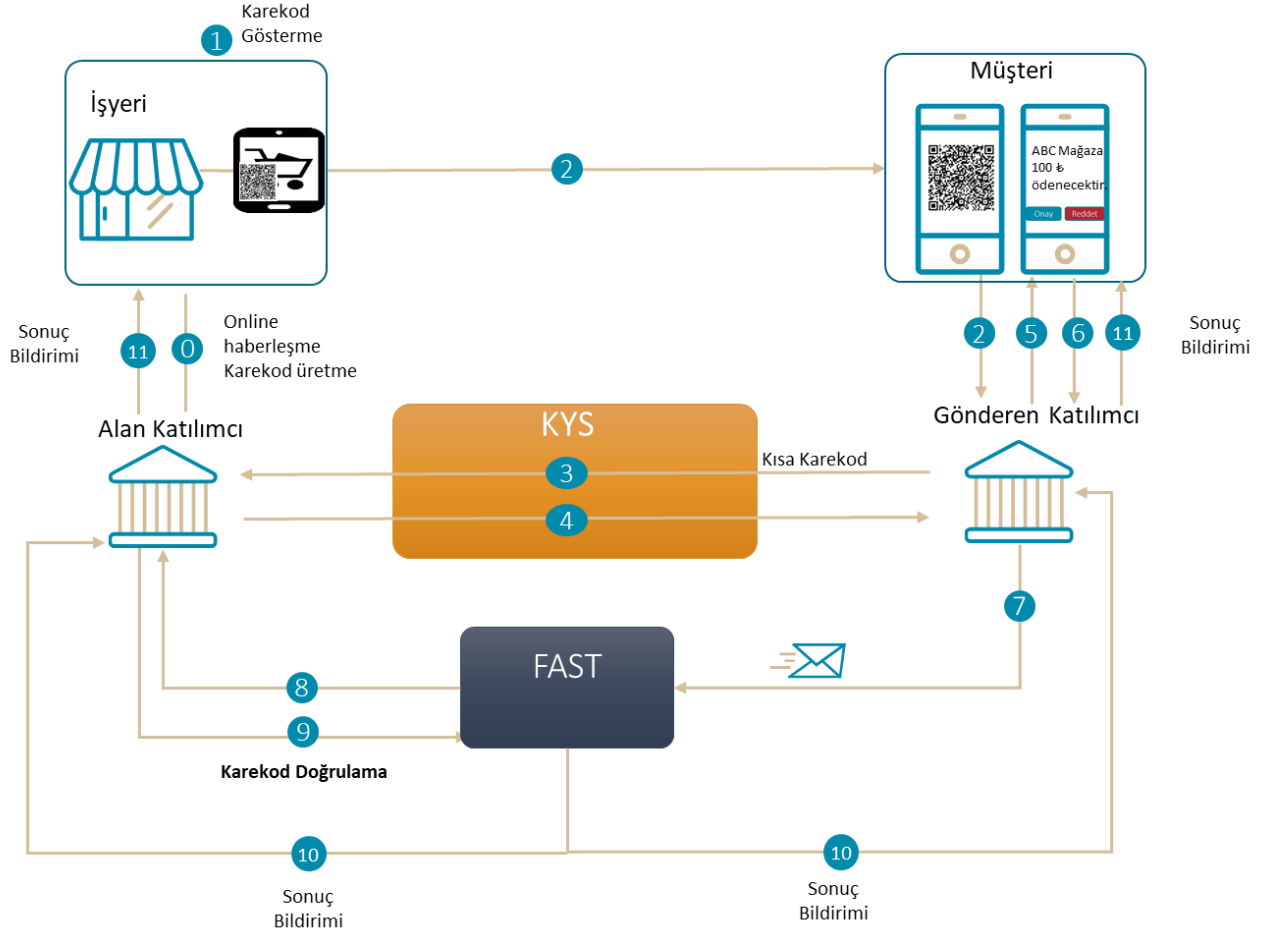 Karekod
Gösterme
1
İşyeri
Müşteri
2
ABC Mağaza
100 ₺
ödenecektir.
Onay
Reddet
Sonuç
Bildirimi
11
0
Online
haberleşme
Karekod üretme
2
5
6
11
Sonuç
Bildirimi
Alan Katılımcı
KYS
Gönderen Katılımcı
3
Kısa Karekod
4
7
FAST
8
9
Karekod Doğrulama
10
Sonuç
Bildirimi
10
Sonuç
Bildirimi